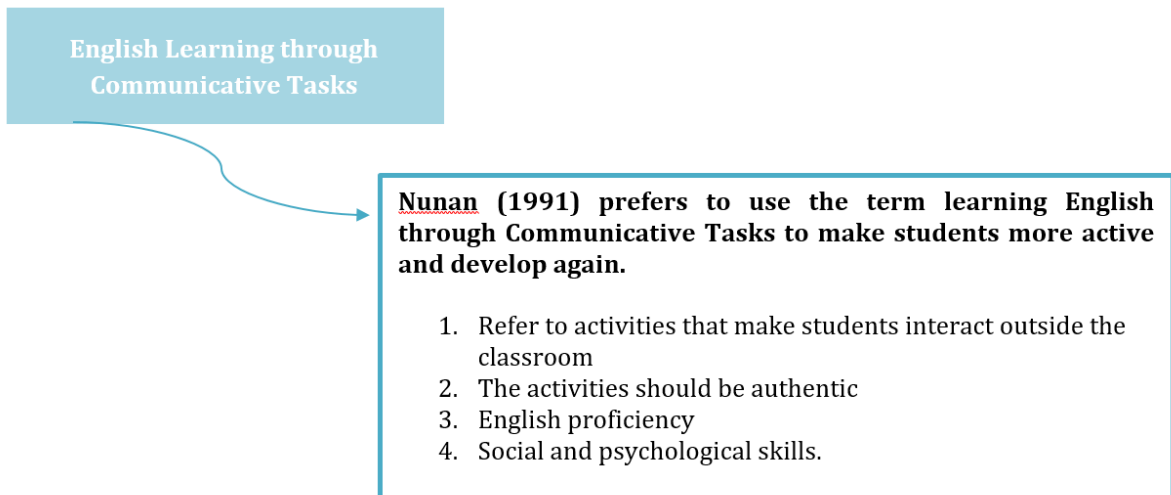 English Learning through
Communicative Tasks
Nunan (1991) prefers to use the term learning English
through Communicative Tasks to make students more active
and develop again.
1. Refer to activities that make students interact outside the
classroom
2. The activities should be authentic
3. English proficiency
4. Social and psychological skills.